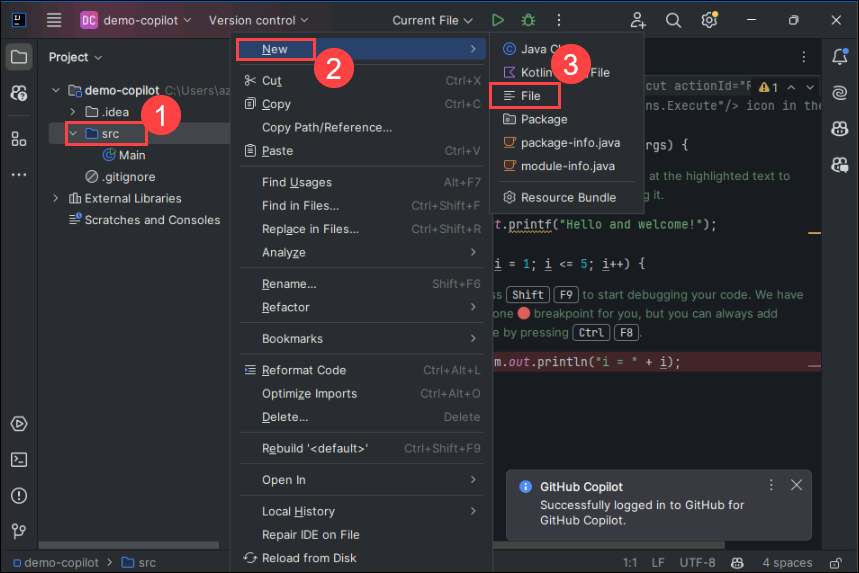 DC demo-copilot
Version control
Current File
Project
demo-copilot C:\Users\az
.idea
src
Main
.gitignore
External Libraries
Scratches and Consoles
1
New
2
Cut Ctrl+X
Copy Ctrl+C
Copy Path/Reference...
Paste Ctrl+V
Find Usages Alt+F7
Find in Files... Ctrl+Shift+F
Replace in Files... Ctrl+Shift+R
Analyze
Rename... Shift+F6
Refactor
Bookmarks
Reformat Code Ctrl+Alt+L
Optimize Imports Ctrl+Alt+O
Delete... Delete
Rebuild '<default>' Ctrl+Shift+F9
Open In
Local History
Repair IDE on File
Reload from Disk
Java
3
Kotlin /File
File
Package
package-info.java
module-info.java
Resource Bundle
cut actionId="R
1
ns.Execute"/> icon in the
gs) {
at the highlighted text to
g it.
t.printf("Hello and welcome!");
i = 1; i <= 5; i++) {
ss Shift F9 to start debugging your code. We have
one breakpoint for you, but you can always add
e by pressing Ctrl F8.
m.out.println("i = " + i);
GitHub Copilot
Successfully logged in to GitHub for
GitHub Copilot.
demo-copilot > src
1:1 LF UTF-8 4 spaces